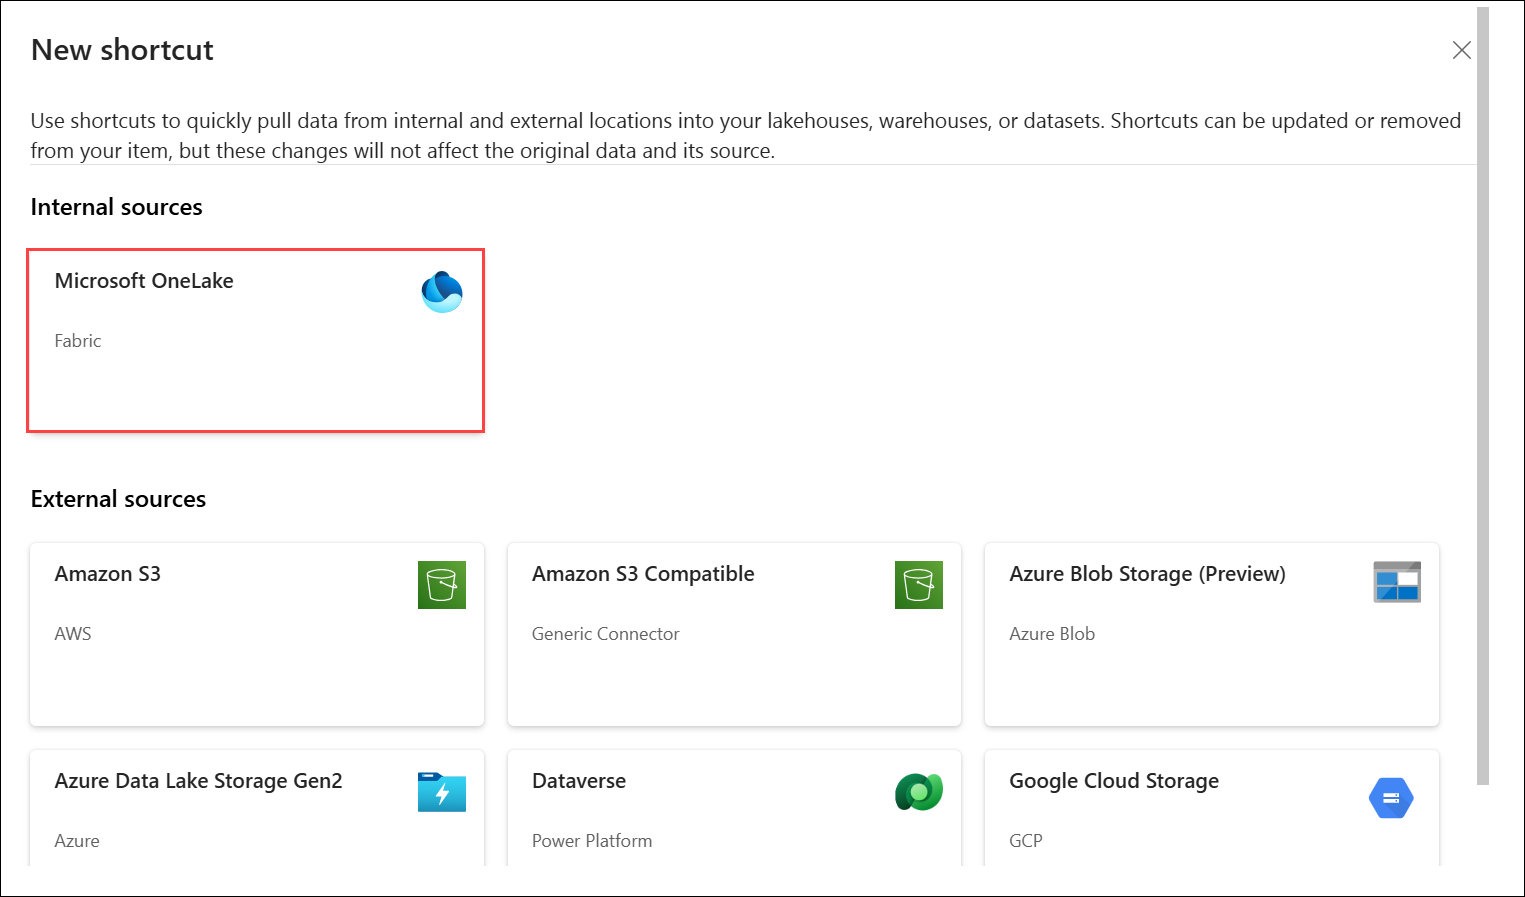 New shortcut
Use shortcuts to quickly pull data from internal and external locations into your lakehouses, warehouses, or datasets. Shortcuts can be updated or removed
from your item, but these changes will not affect the original data and its source.
Internal sources
Microsoft OneLake
Fabric
External sources
Amazon S3
AWS
Amazon S3 Compatible
Generic Connector
Azure Blob Storage (Preview)
Azure Blob
Azure Data Lake Storage Gen2
Azure
Dataverse
Power Platform
Google Cloud Storage
GCP